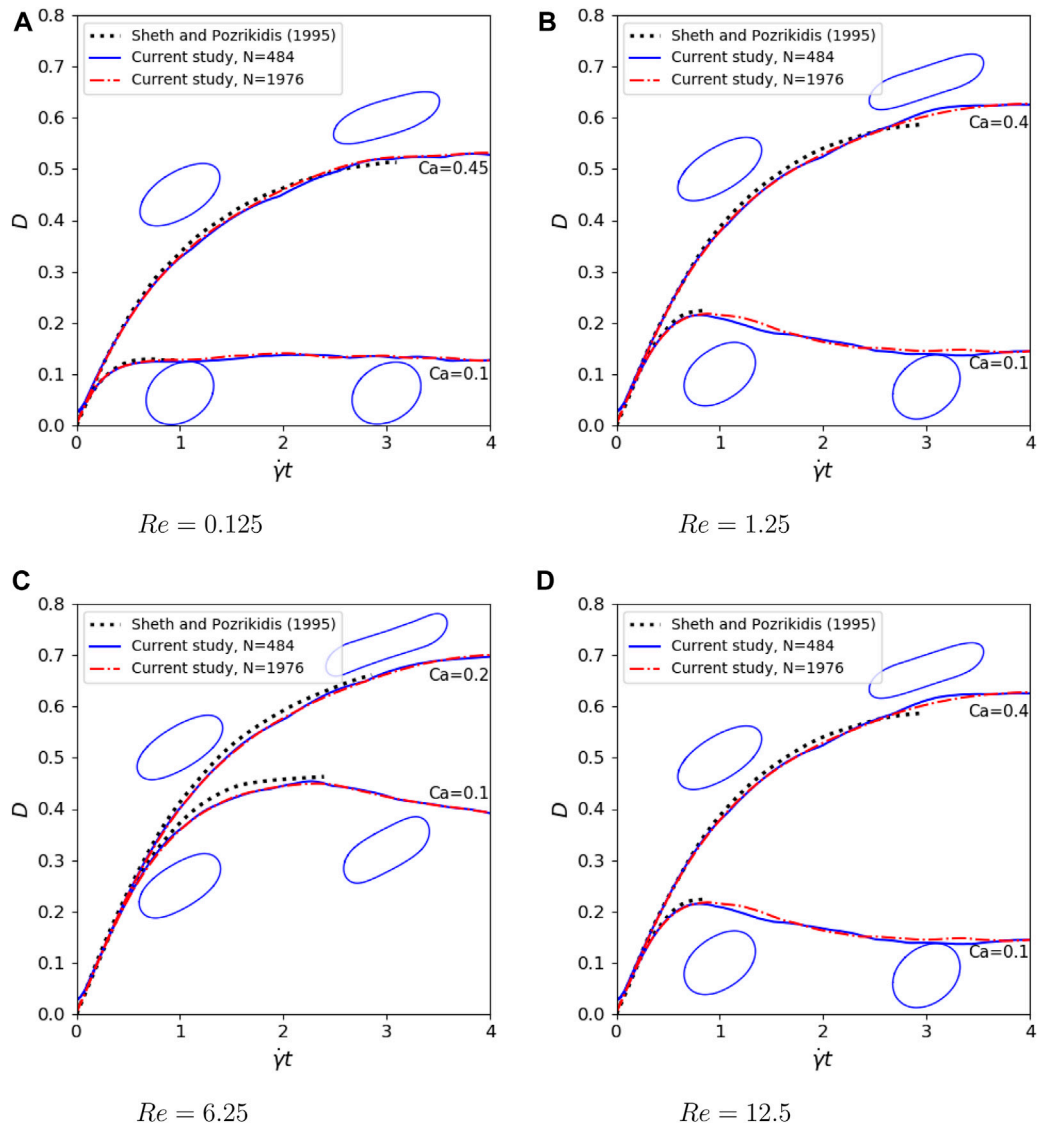 A
0.8
0.7
0.6
0.5
0.4
0.3
0.2
0.1
0.0
D
Sheth and Pozrikidis (1995)
Current study, N=484
Current study, N=1976
Ca=0.45
Ca=0.1
0 1 2 3 4
γ̇t
Re = 0.125
B
0.8
0.7
0.6
0.5
0.4
0.3
0.2
0.1
0.0
D
Sheth and Pozrikidis (1995)
Current study, N=484
Current study, N=1976
Ca=0.4
Ca=0.1
0 1 2 3 4
γ̇t
Re = 1.25
C
0.8
0.7
0.6
0.5
0.4
0.3
0.2
0.1
0.0
D
Sheth and Pozrikidis (1995)
Current study, N=484
Current study, N=1976
Ca=0.2
Ca=0.1
0 1 2 3 4
γ̇t
Re = 6.25
D
0.8
0.7
0.6
0.5
0.4
0.3
0.2
0.1
0.0
D
Sheth and Pozrikidis (1995)
Current study, N=484
Current study, N=1976
Ca=0.4
Ca=0.1
0 1 2 3 4
γ̇t
Re = 12.5